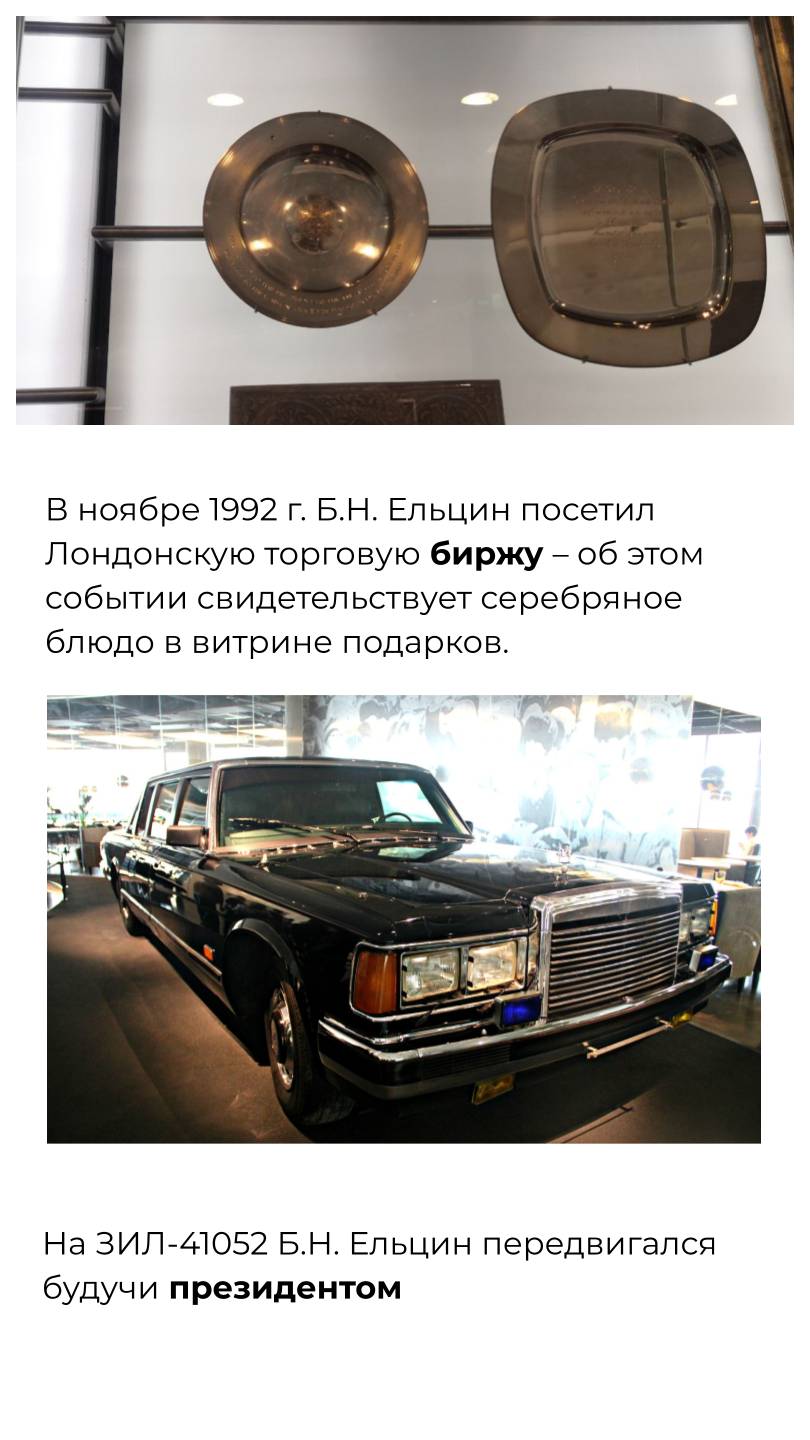 В ноябре 1992 г. Б.Н. Ельцин посетил
Лондонскую торговую биржу – об этом
событии свидетельствует серебряное
блюдо в витрине подарков.
На ЗИЛ-41052 Б.Н. Ельцин передвигался
будучи президентом